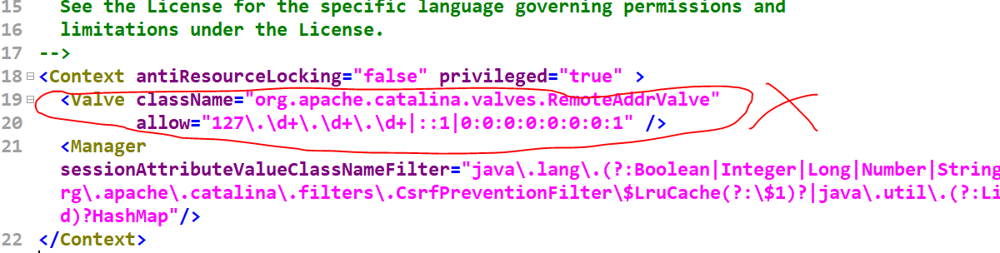 15 See the License for the specific language governing permissions and
16 limitations under the License.
17 -->
18 <Context antiResourceLocking="false" privileged="true" >
19 <Valve className="org.apache.catalina.valves.RemoteAddrValve"
20 allow="127\.\d+\.\d+\.\d+|::1|0:0:0:0:0:0:0:1" />
21 <Manager
sessionAttributeValueClassNameFilter="java\.lang\.(?:Boolean|Integer|Long|Number|String
rg\.apache\.catalina\.filters\.CsrfPreventionFilter\$LruCache(?:\$1)?|java\.util\.(?:Li
d)?HashMap"/>
22 </Context>